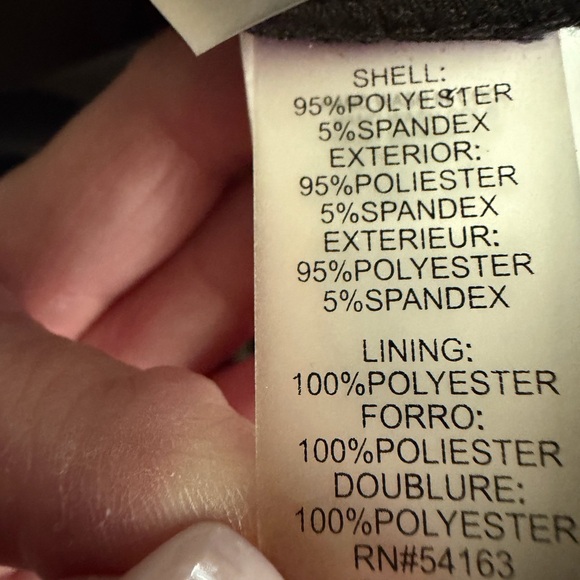 SHELL:
95%POLYESTER
5%SPANDEX
EXTERIOR:
95%POLIESTER
5%SPANDEX
EXTERIEUR:
95%POLYESTER
5%SPANDEX
LINING:
100%POLYESTER
FORRO:
100%POLIESTER
DOUBLURE:
100%POLYESTER
RN#54163